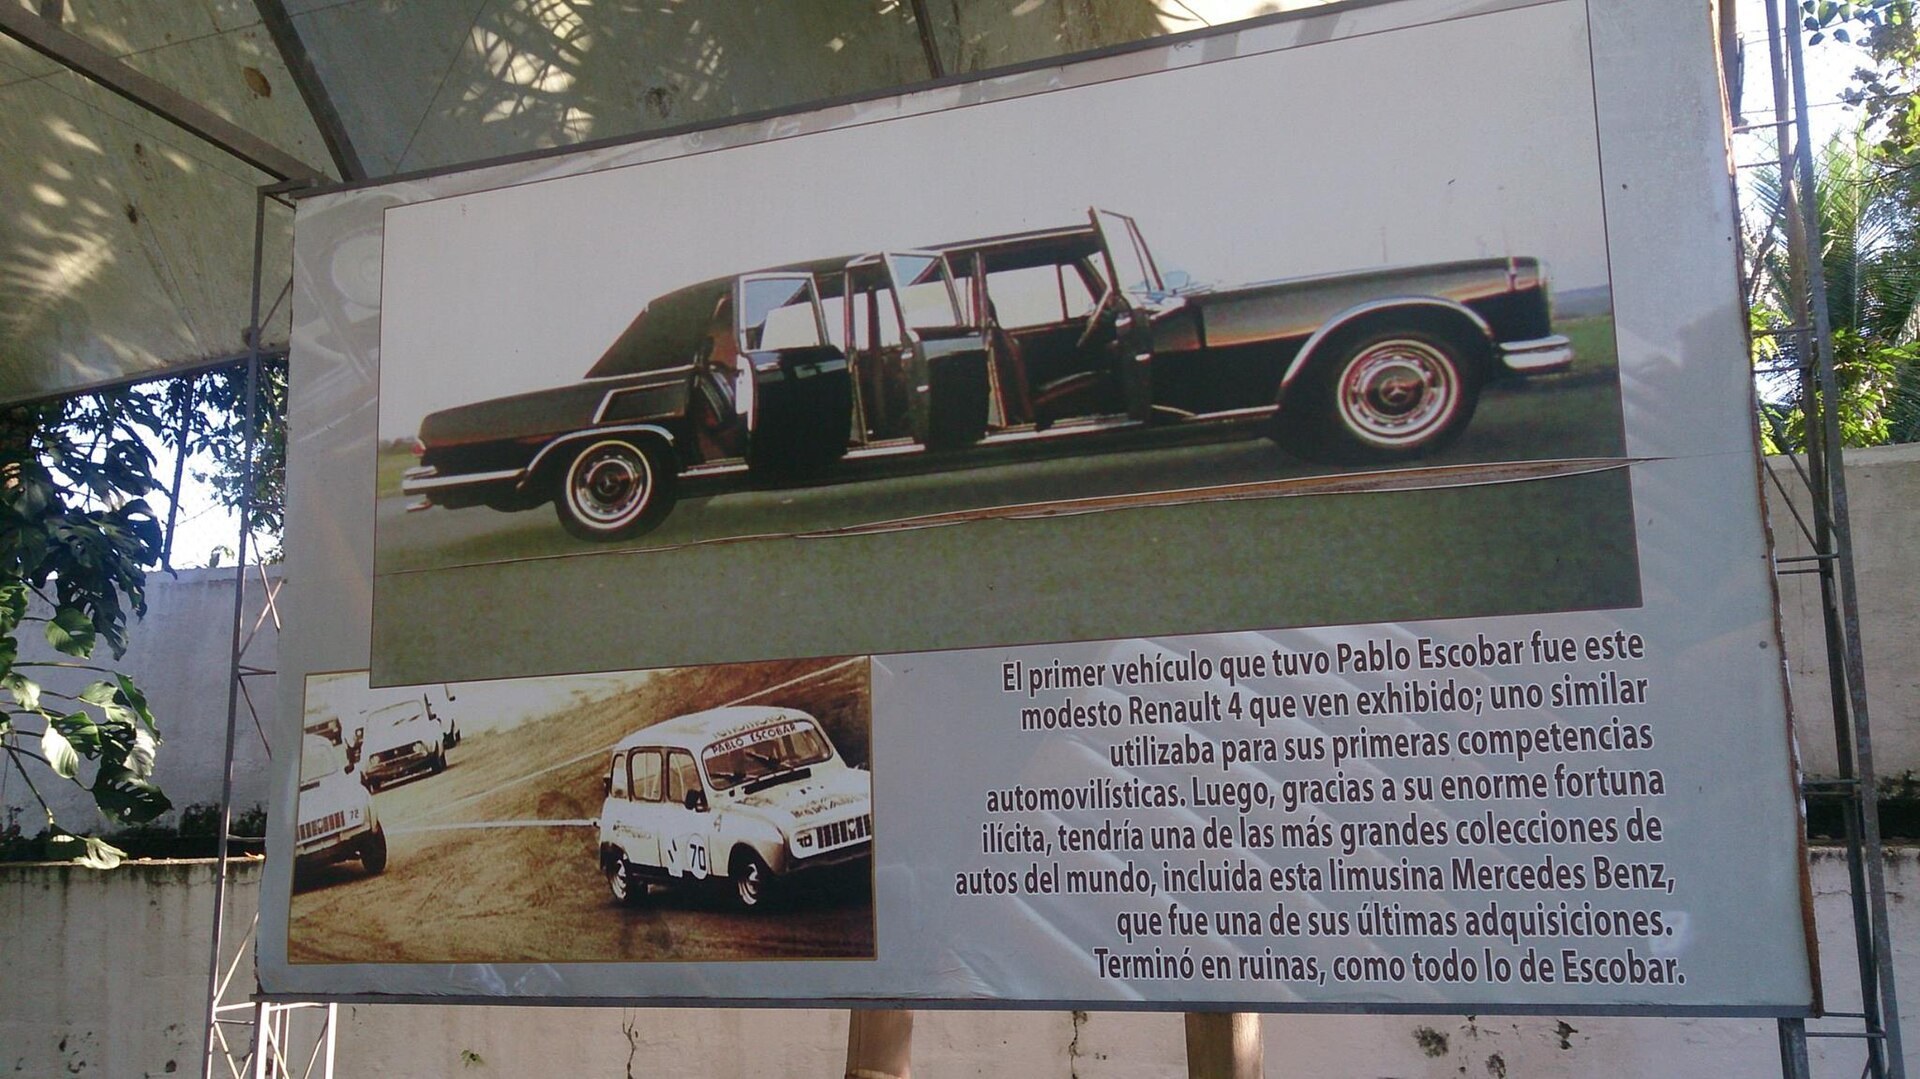 El primer vehículo que tuvo Pablo Escobar fue este
modesto Renault 4 que ven exhibido; uno similar
utilizaba para sus primeras competencias
automovilísticas. Luego, gracias a su enorme fortuna
ilícita, tendría una de las más grandes colecciones de
autos del mundo, incluida esta limusina Mercedes Benz,
que fue una de sus últimas adquisiciones.
Terminó en ruinas, como todo lo de Escobar.
PABLO ESCOBAR
70
72